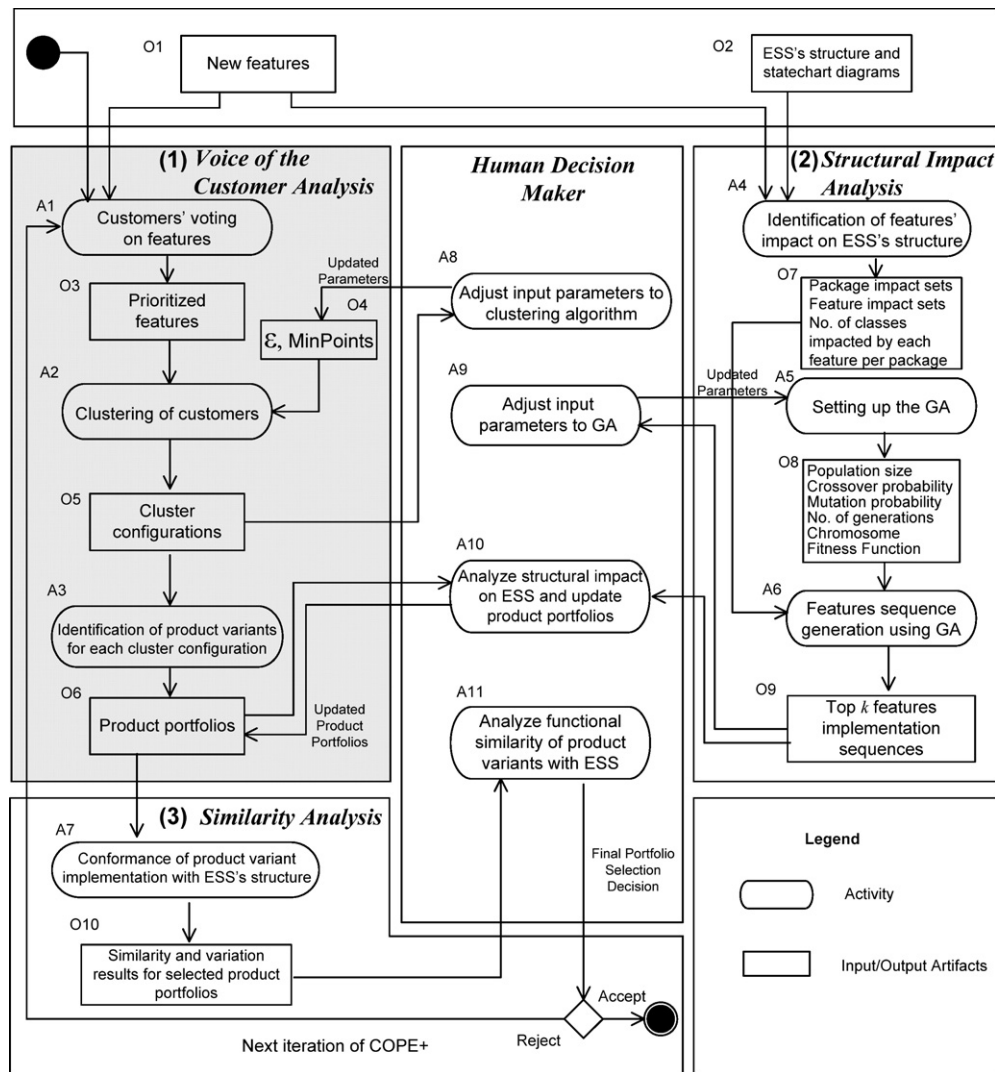 O1
New features
O2
ESS's structure and
statechart diagrams
(1) Voice of the
Customer Analysis
A1
Customers' voting
on features
O3
Prioritized
features
Updated
Parameters
O4
ε, MinPoints
A2
Clustering of customers
O5
Cluster
configurations
A3
Identification of product variants
for each cluster configuration
O6
Product portfolios
Updated
Product
Portfolios
Human Decision
Maker
A8
Adjust input parameters to
clustering algorithm
A9
Adjust input
parameters to GA
A10
Analyze structural impact
on ESS and update
product portfolios
A11
Analyze functional
similarity of product
variants with ESS
Final Portfolio
Selection
Decision
(2) Structural Impact
Analysis
A4
Identification of features'
impact on ESS's structure
O7
Package impact sets
Feature impact sets
No. of classes
impacted by each
feature per package
Updated
Parameters
A5
Setting up the GA
O8
Population size
Crossover probability
Mutation probability
No. of generations
Chromosome
Fitness Function
A6
Features sequence
generation using GA
O9
Top k features
implementation
sequences
(3) Similarity Analysis
A7
Conformance of product variant
implementation with ESS's structure
O10
Similarity and variation
results for selected product
portfolios
Accept
Reject
Next iteration of COPE+
Legend
Activity
Input/Output Artifacts